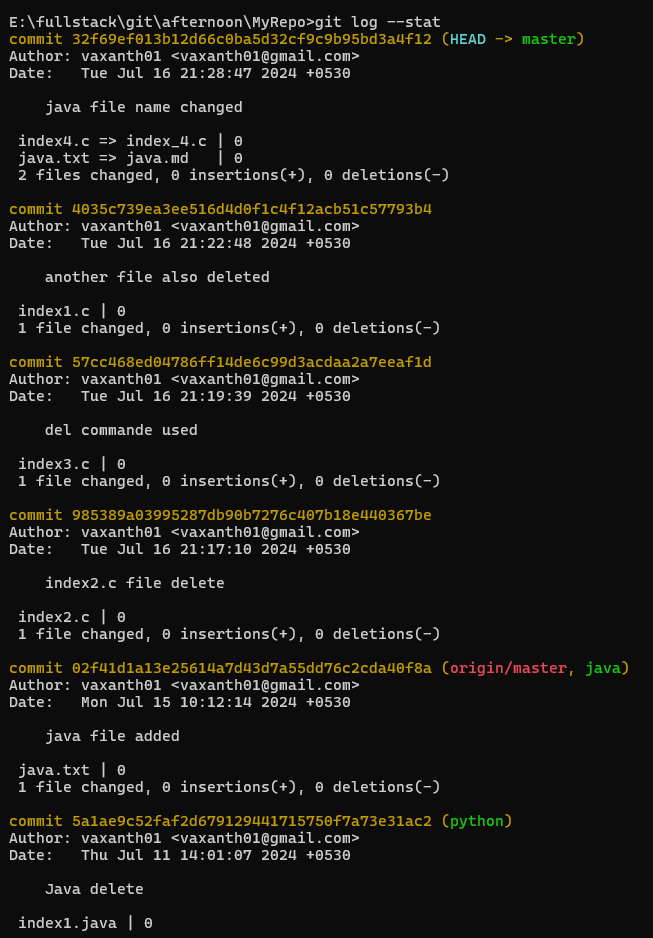 E:\fullstack\git\afternoon\MyRepo>git log --stat
commit 32f69ef013b12d66c0ba5d32cf9c9b95bd3a4f12 (HEAD -> master)
Author: vaxanth01 <vaxanth01@gmail.com>
Date:   Tue Jul 16 21:28:47 2024 +0530

    java file name changed

 index4.c => index_4.c | 0
 java.txt => java.md   | 0
 2 files changed, 0 insertions(+), 0 deletions(-)

commit 4035c739ea3ee516d4d0f1c4f12acb51c57793b4
Author: vaxanth01 <vaxanth01@gmail.com>
Date:   Tue Jul 16 21:22:48 2024 +0530

    another file also deleted

 index1.c | 0
 1 file changed, 0 insertions(+), 0 deletions(-)

commit 57cc468ed04786ff14de6c99d3acdaa2a7eeaf1d
Author: vaxanth01 <vaxanth01@gmail.com>
Date:   Tue Jul 16 21:19:39 2024 +0530

    del commande used

 index3.c | 0
 1 file changed, 0 insertions(+), 0 deletions(-)

commit 985389a03995287db90b7276c407b18e440367be
Author: vaxanth01 <vaxanth01@gmail.com>
Date:   Tue Jul 16 21:17:10 2024 +0530

    index2.c file delete

 index2.c | 0
 1 file changed, 0 insertions(+), 0 deletions(-)

commit 02f41d1a13e25614a7d43d7a55dd76c2cda40f8a (origin/master, java)
Author: vaxanth01 <vaxanth01@gmail.com>
Date:   Mon Jul 15 10:12:14 2024 +0530

    java file added

 java.txt | 0
 1 file changed, 0 insertions(+), 0 deletions(-)

commit 5a1ae9c52faf2d679129441715750f7a73e31ac2 (python)
Author: vaxanth01 <vaxanth01@gmail.com>
Date:   Thu Jul 11 14:01:07 2024 +0530

    Java delete

 index1.java | 0